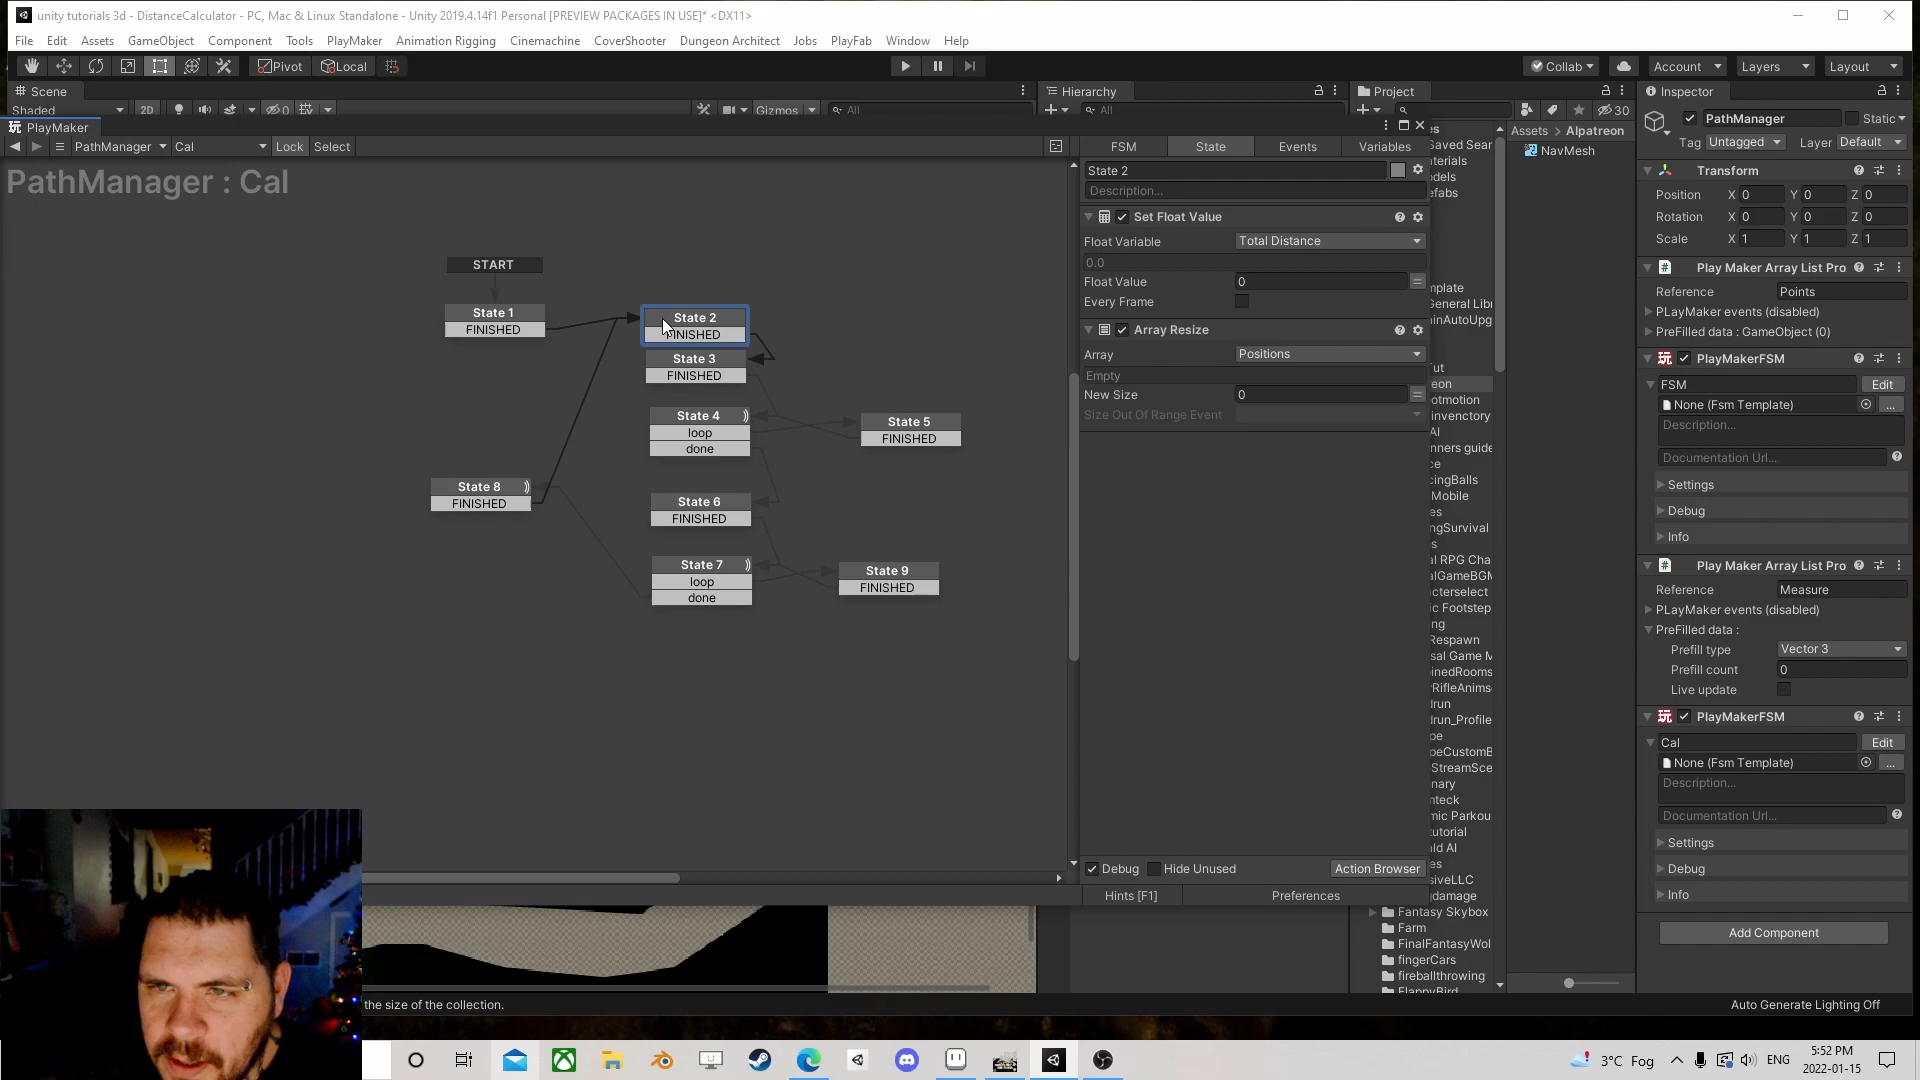 unity tutorials 3d - DistanceCalculator - PC, Mac & Linux Standalone - Unity 2019.4.14f1 Personal [PREVIEW PACKAGES IN USE]* <DX11>
File Edit Assets GameObject Component Tools PlayMaker Animation Rigging Cinemachine CoverShooter Dungeon Architect Jobs PlayFab Window Help
Pivot Local Collab Account Layers Layout
Scene Hierarchy Project Inspector
Shaded 2D Gizmos All All 30
PlayMaker
PathManager Cal Lock Select
PathManager : Cal
START
State 1
FINISHED
State 2
FINISHED
State 3
FINISHED
State 4
loop
done
State 5
FINISHED
State 8
FINISHED
State 6
FINISHED
State 7
loop
done
State 9
FINISHED
FSM State Events Variables
State 2
Description...
Set Float Value
Float Variable Total Distance
0.0
Float Value 0
Every Frame
Array Resize
Array Positions
Empty
New Size 0
Size Out Of Range Event
Debug Hide Unused Action Browser
Hints [F1] Preferences
Saved Sear
Fantasy Skybox
Farm
FinalFantasyWol
fingerCars
fireballthrowing
FlappyBird
Assets > AIpatreon
NavMesh
PathManager Static
Tag Untagged Layer Default
Transform
Position X 0 Y 0 Z 0
Rotation X 0 Y 0 Z 0
Scale X 1 Y 1 Z 1
Play Maker Array List Pro
Reference Points
PLayMaker events (disabled)
PreFilled data : GameObject (0)
PlayMakerFSM
FSM Edit
None (Fsm Template) ...
Description...
Documentation Url...
Settings
Debug
Info
Play Maker Array List Pro
Reference Measure
PLayMaker events (disabled)
PreFilled data :
Prefill type Vector 3
Prefill count 0
Live update
PlayMakerFSM
Cal Edit
None (Fsm Template) ...
Description...
Documentation Url...
Settings
Debug
Info
Add Component
the size of the collection.
Auto Generate Lighting Off
3°C Fog ENG 5:52 PM
2022-01-15